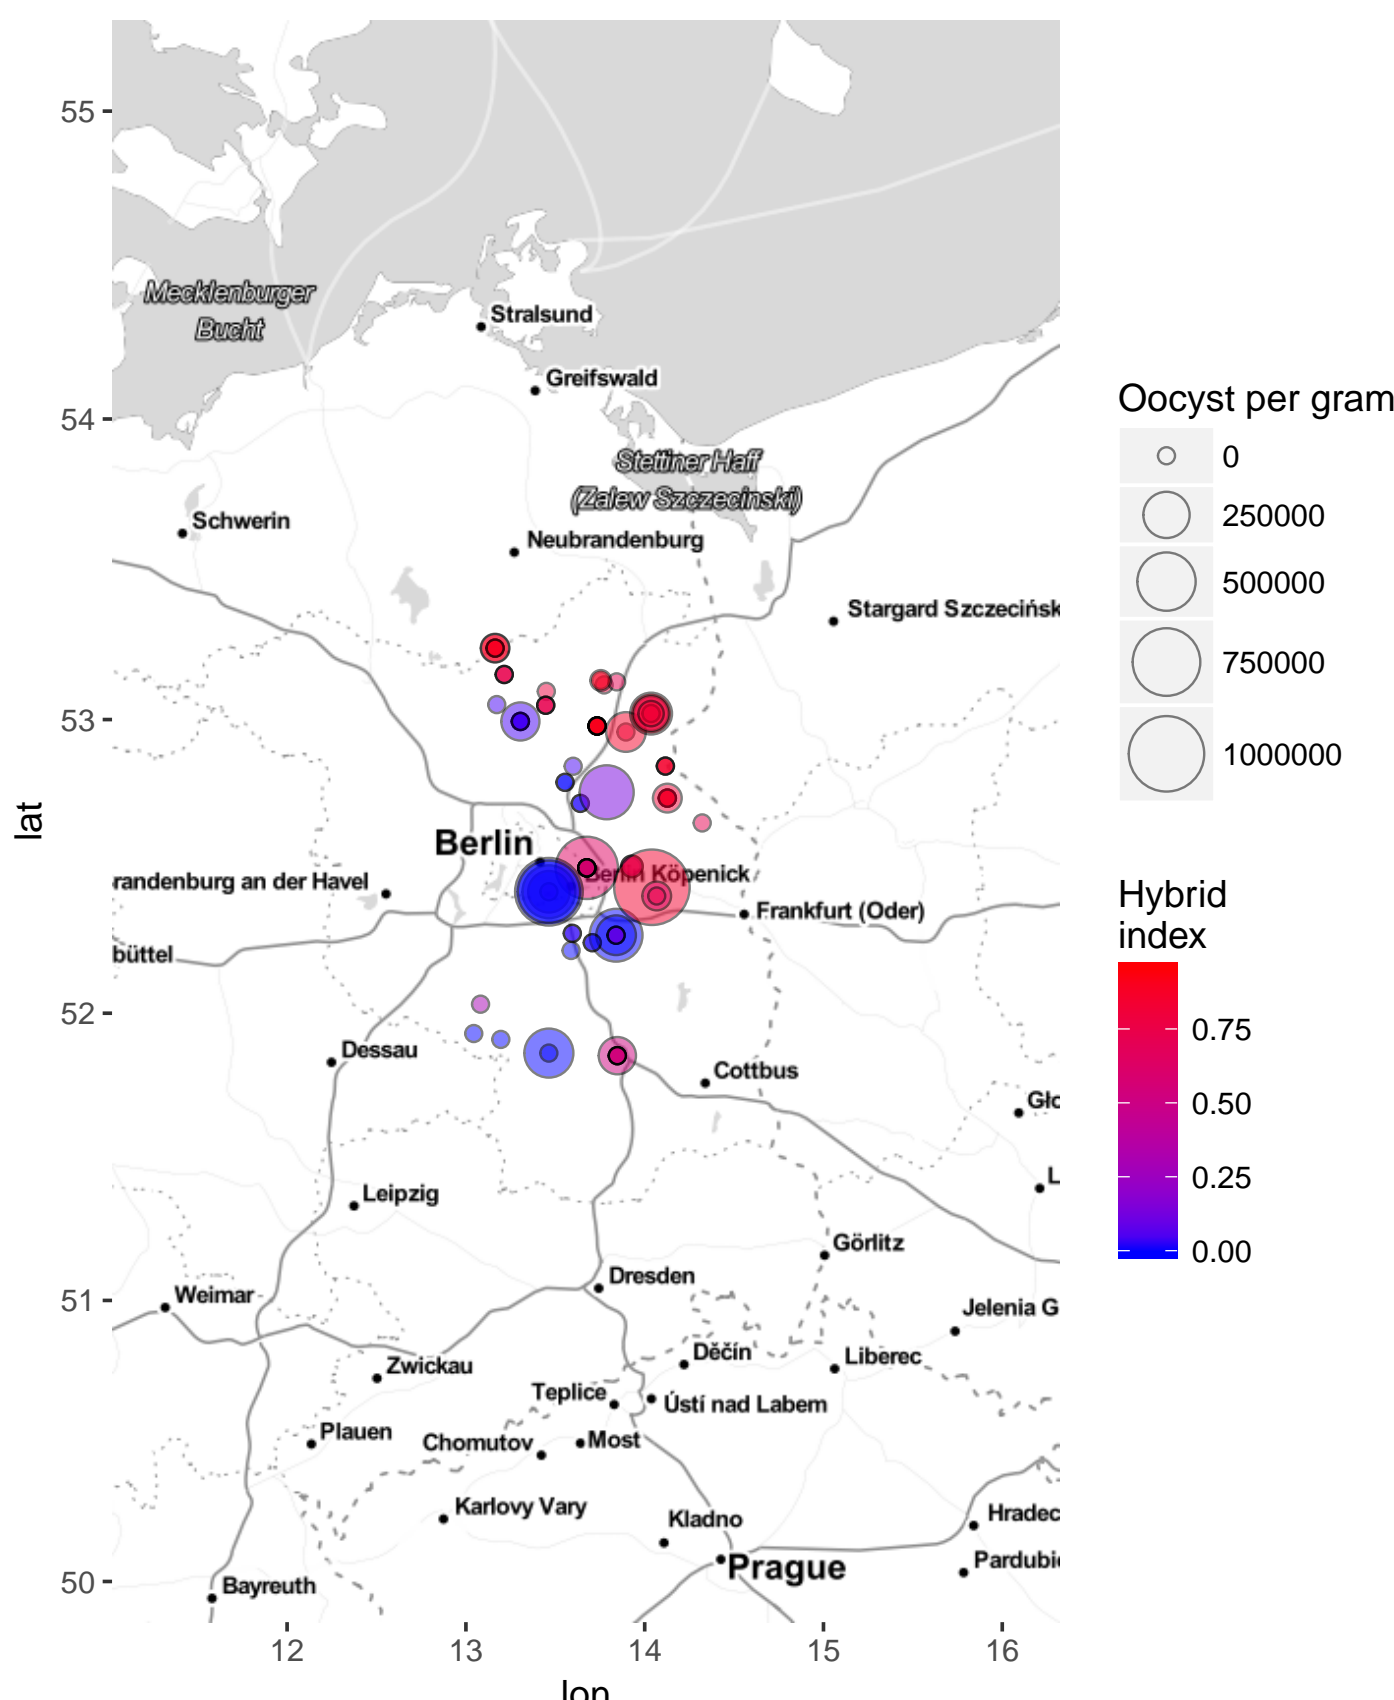 55
54
53
52
51
50
lat
12
13
14
15
16
lon
Mecklenburger
Bucht
Stralsund
Greifswald
Stettiner Haff
(Zalew Szczecinski)
Schwerin
Neubrandenburg
Stargard Szczecińsk
Berlin
Berlin Köpenick
randenburg an der Havel
Frankfurt (Oder)
büttel
Dessau
Cottbus
Gło
L
Leipzig
Görlitz
Dresden
Weimar
Jelenia G
Děčín
Liberec
Zwickau
Teplice
Ústí nad Labem
Plauen
Chomutov
Most
Karlovy Vary
Kladno
Hradec
Prague
Pardubi
Bayreuth
Oocyst per gram
0
250000
500000
750000
1000000
Hybrid
index
0.75
0.50
0.25
0.00